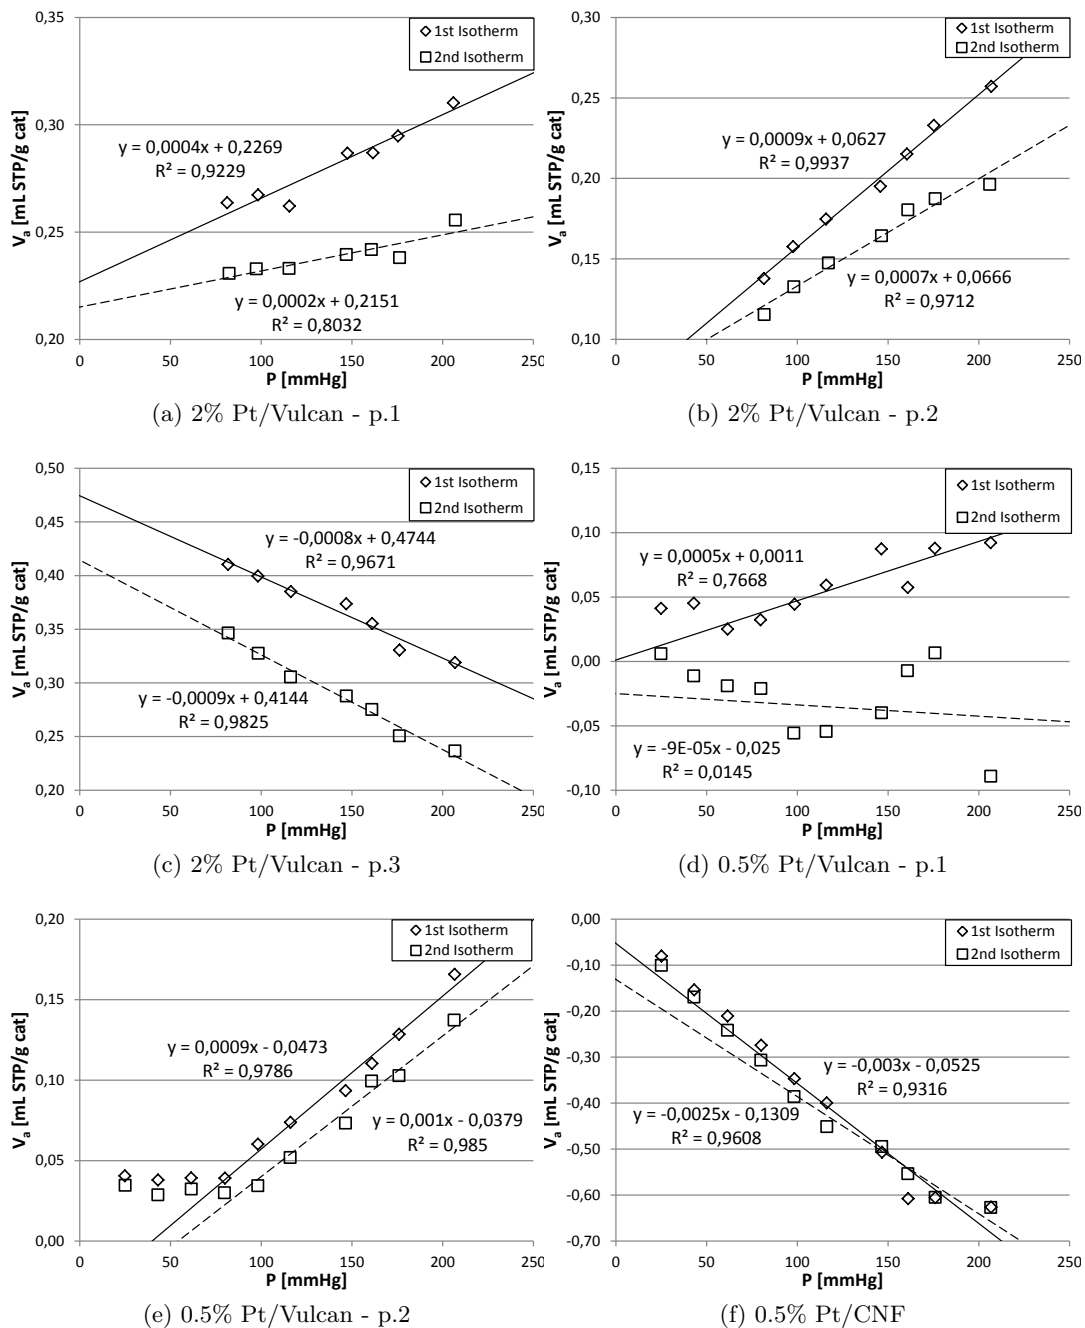 0,35
0,30
0,25
0,20
V_a [mL STP/g cat]
1st Isotherm
2nd Isotherm
y = 0,0004x + 0,2269
R² = 0,9229
y = 0,0002x + 0,2151
R² = 0,8032
0 50 100 150 200 250
P [mmHg]
(a) 2% Pt/Vulcan - p.1
0,30
0,25
0,20
0,15
0,10
V_a [mL STP/g cat]
1st Isotherm
2nd Isotherm
y = 0,0009x + 0,0627
R² = 0,9937
y = 0,0007x + 0,0666
R² = 0,9712
0 50 100 150 200 250
P [mmHg]
(b) 2% Pt/Vulcan - p.2
0,50
0,45
0,40
0,35
0,30
0,25
0,20
V_a [mL STP/g cat]
1st Isotherm
2nd Isotherm
y = -0,0008x + 0,4744
R² = 0,9671
y = -0,0009x + 0,4144
R² = 0,9825
0 50 100 150 200 250
P [mmHg]
(c) 2% Pt/Vulcan - p.3
0,15
0,10
0,05
0,00
-0,05
-0,10
V_a [mL STP/g cat]
1st Isotherm
2nd Isotherm
y = 0,0005x + 0,0011
R² = 0,7668
y = -9E-05x - 0,025
R² = 0,0145
0 50 100 150 200 250
P [mmHg]
(d) 0.5% Pt/Vulcan - p.1
0,20
0,15
0,10
0,05
0,00
V_a [mL STP/g cat]
1st Isotherm
2nd Isotherm
y = 0,0009x - 0,0473
R² = 0,9786
y = 0,001x - 0,0379
R² = 0,985
0 50 100 150 200 250
P [mmHg]
(e) 0.5% Pt/Vulcan - p.2
0,00
-0,10
-0,20
-0,30
-0,40
-0,50
-0,60
-0,70
V_a [mL STP/g cat]
1st Isotherm
2nd Isotherm
y = -0,003x - 0,0525
R² = 0,9316
y = -0,0025x - 0,1309
R² = 0,9608
0 50 100 150 200 250
P [mmHg]
(f) 0.5% Pt/CNF